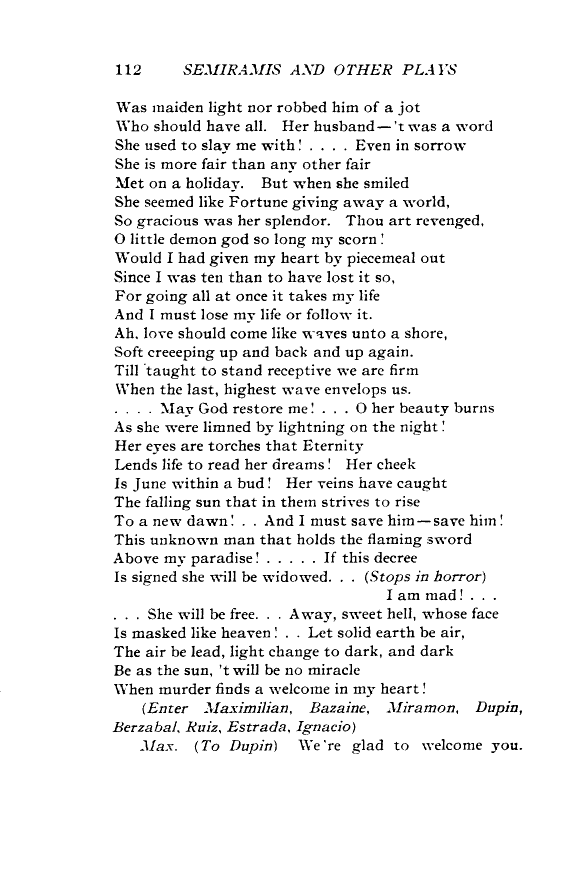 112 SEMIRAMIS AND OTHER PLAYS
Was maiden light nor robbed him of a jot
Who should have all. Her husband—'t was a word
She used to slay me with! . . . . Even in sorrow
She is more fair than any other fair
Met on a holiday. But when she smiled
She seemed like Fortune giving away a world,
So gracious was her splendor. Thou art revenged,
O little demon god so long my scorn!
Would I had given my heart by piecemeal out
Since I was ten than to have lost it so,
For going all at once it takes my life
And I must lose my life or follow it.
Ah, love should come like waves unto a shore,
Soft creeeping up and back and up again.
Till taught to stand receptive we are firm
When the last, highest wave envelops us.
. . . . May God restore me! . . . O her beauty burns
As she were limned by lightning on the night!
Her eyes are torches that Eternity
Lends life to read her dreams! Her cheek
Is June within a bud! Her veins have caught
The falling sun that in them strives to rise
To a new dawn! . . And I must save him—save him!
This unknown man that holds the flaming sword
Above my paradise! . . . . . If this decree
Is signed she will be widowed. . . (Stops in horror)
I am mad! . . .
. . . She will be free. . . Away, sweet hell, whose face
Is masked like heaven! . . Let solid earth be air,
The air be lead, light change to dark, and dark
Be as the sun, 't will be no miracle
When murder finds a welcome in my heart!
(Enter Maximilian, Bazaine, Miramon, Dupin,
Berzabal, Ruiz, Estrada, Ignacio)
Max. (To Dupin) We're glad to welcome you.